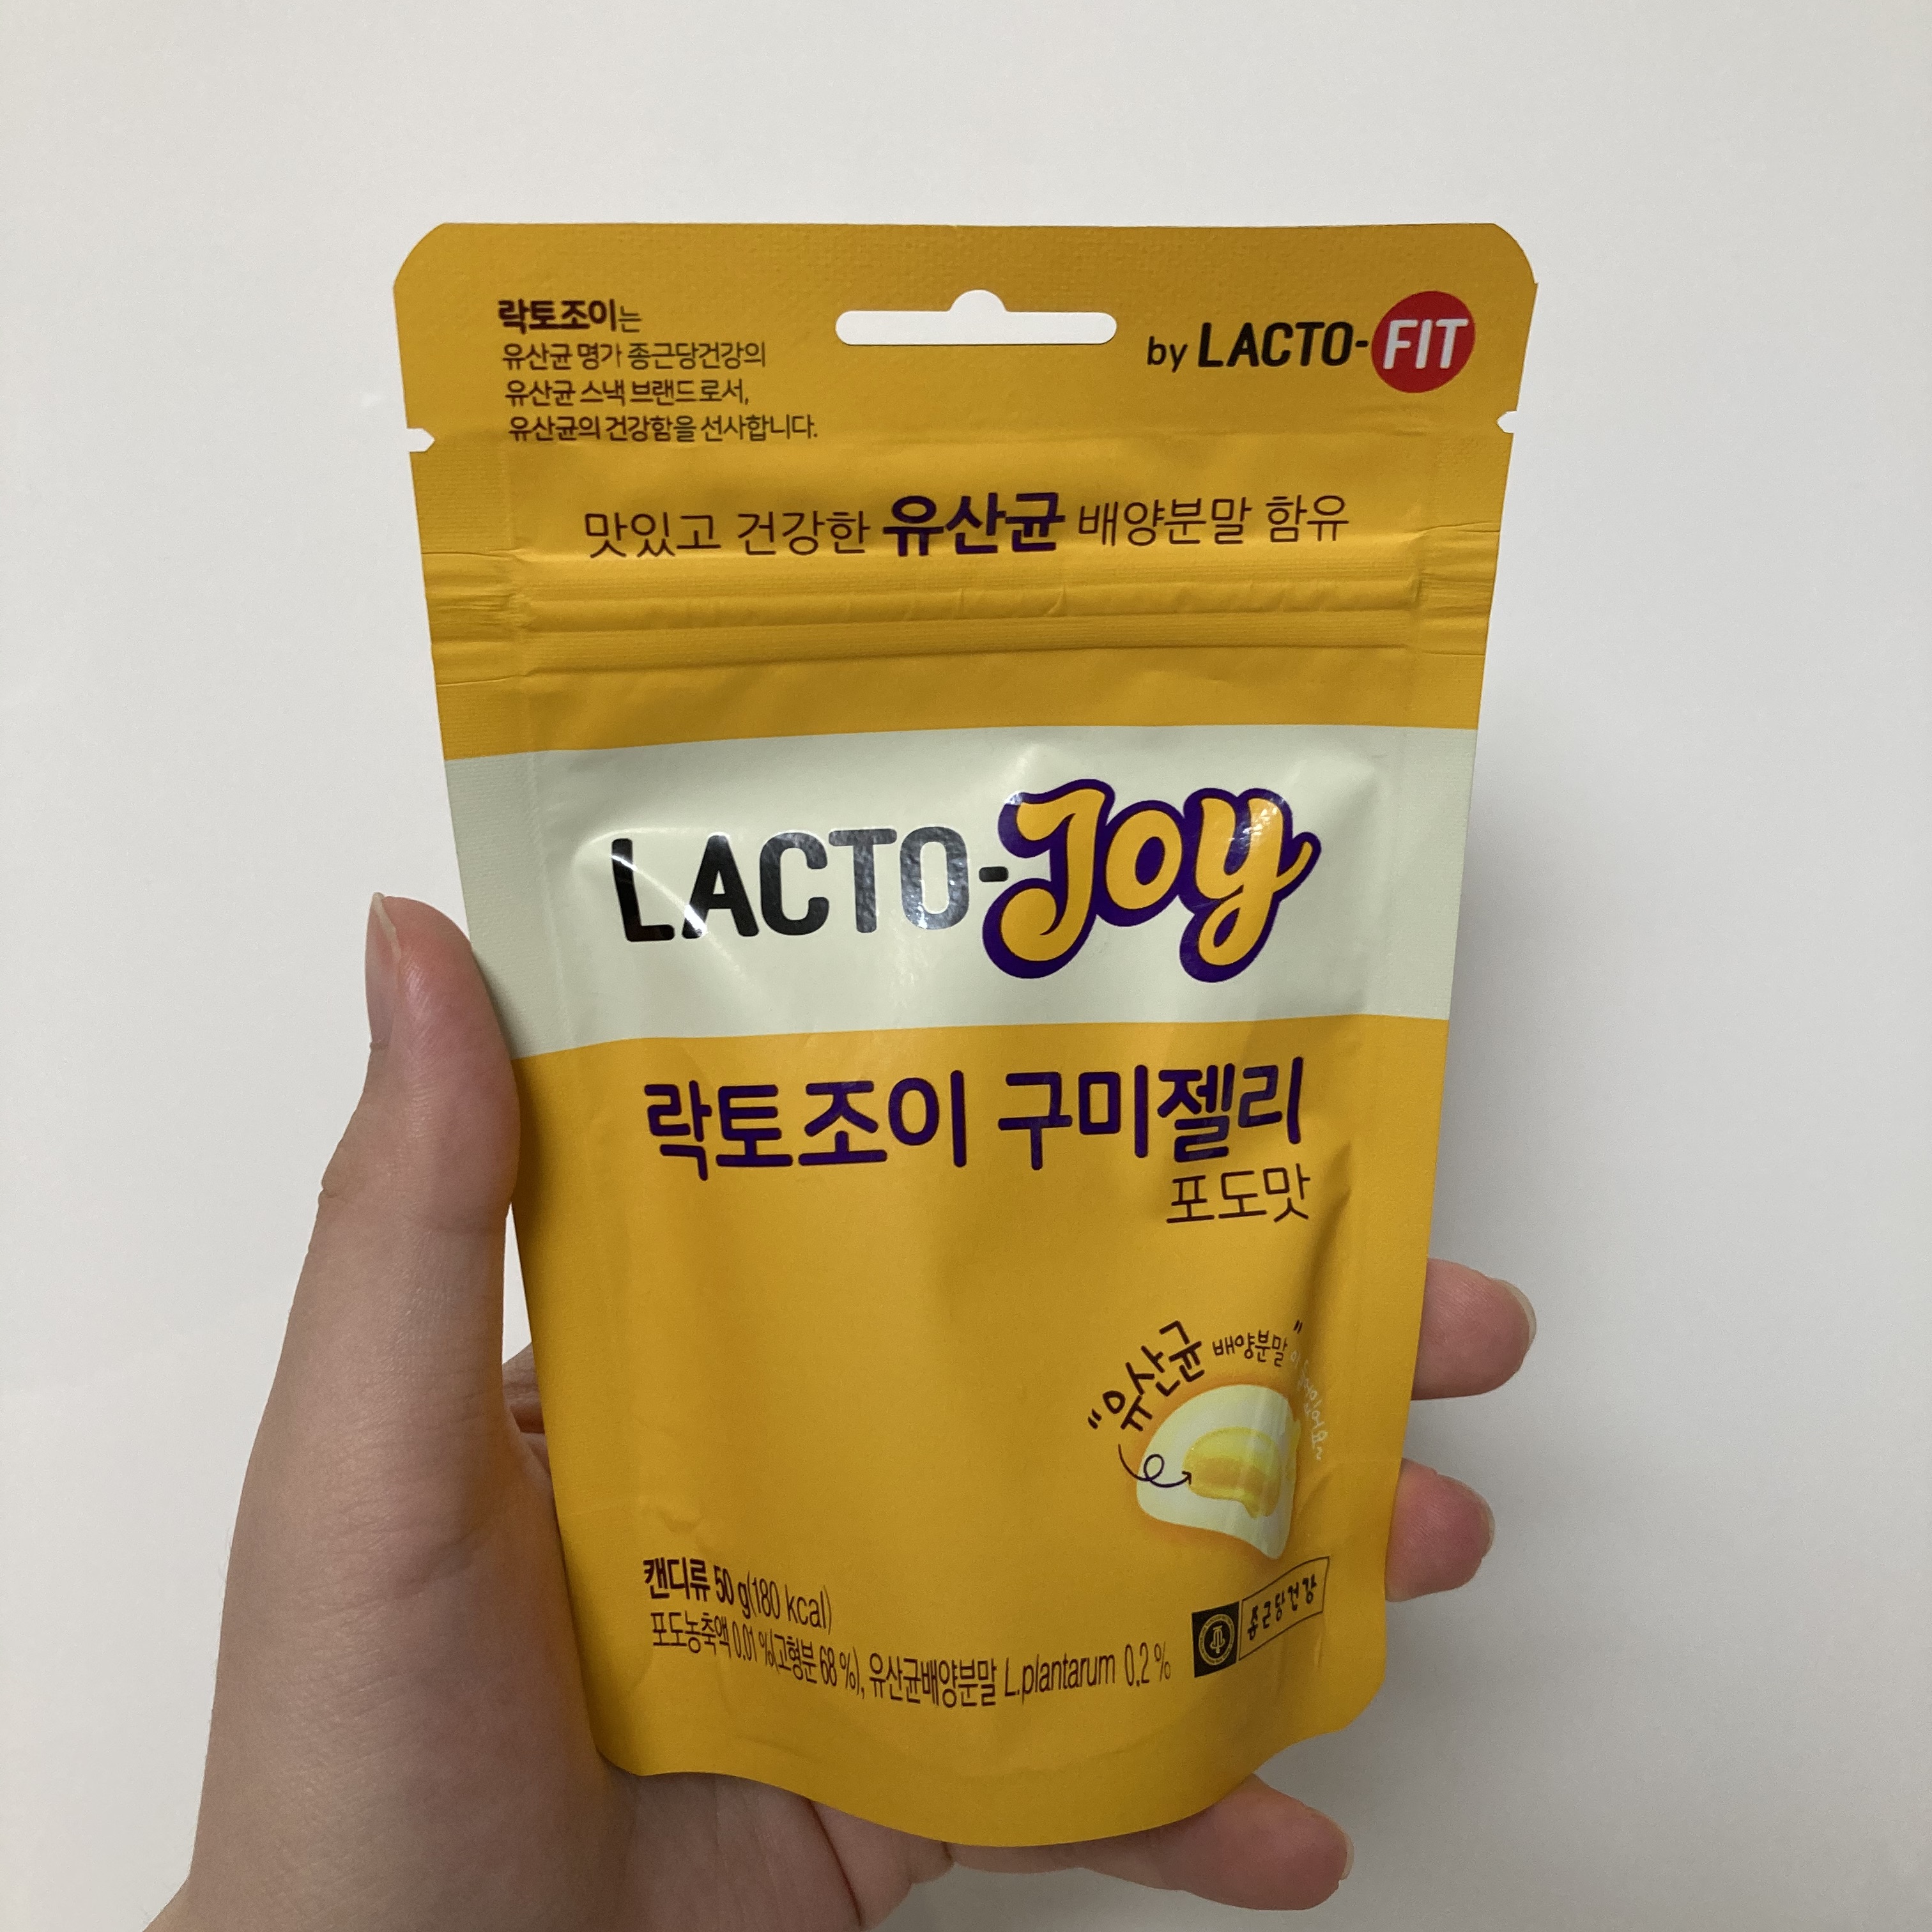 락토조이는
유산균 명가 종근당건강의
유산균 스낵 브랜드로서,
유산균의 건강함을 선사합니다.
by LACTO-FIT
맛있고 건강한 유산균 배양분말 함유
LACTO-Joy
락토조이 구미젤리
포도맛
"유산균 배양분말"이
캔디류 50 g(180 kcal)
포도농축액 0.01 %(고형분 68 %), 유산균배양분말 L.plantarum 0.2 %
종근당건강